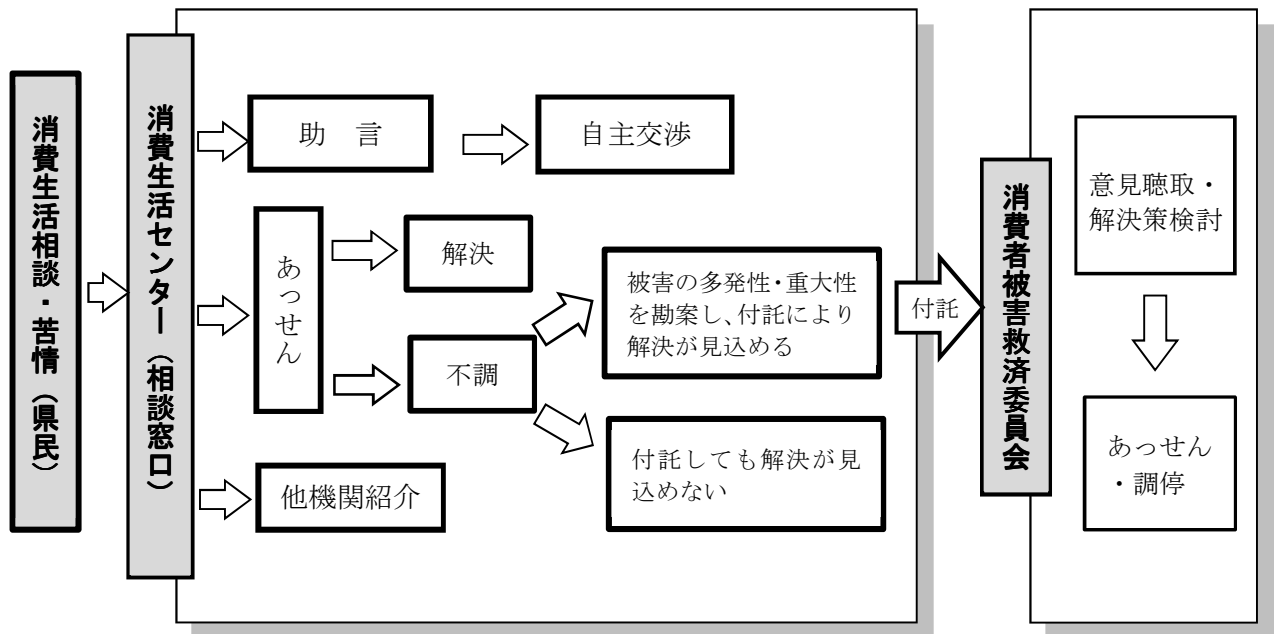 消費生活相談・苦情（県民）
消費生活センター（相談窓口）
助　言
自主交渉
あっせん
解決
不調
被害の多発性・重大性
を勘案し、付託により
解決が見込める
付託しても解決が見
込めない
他機関紹介
付託
消費者被害救済委員会
意見聴取・
解決策検討
あっせん
・調停